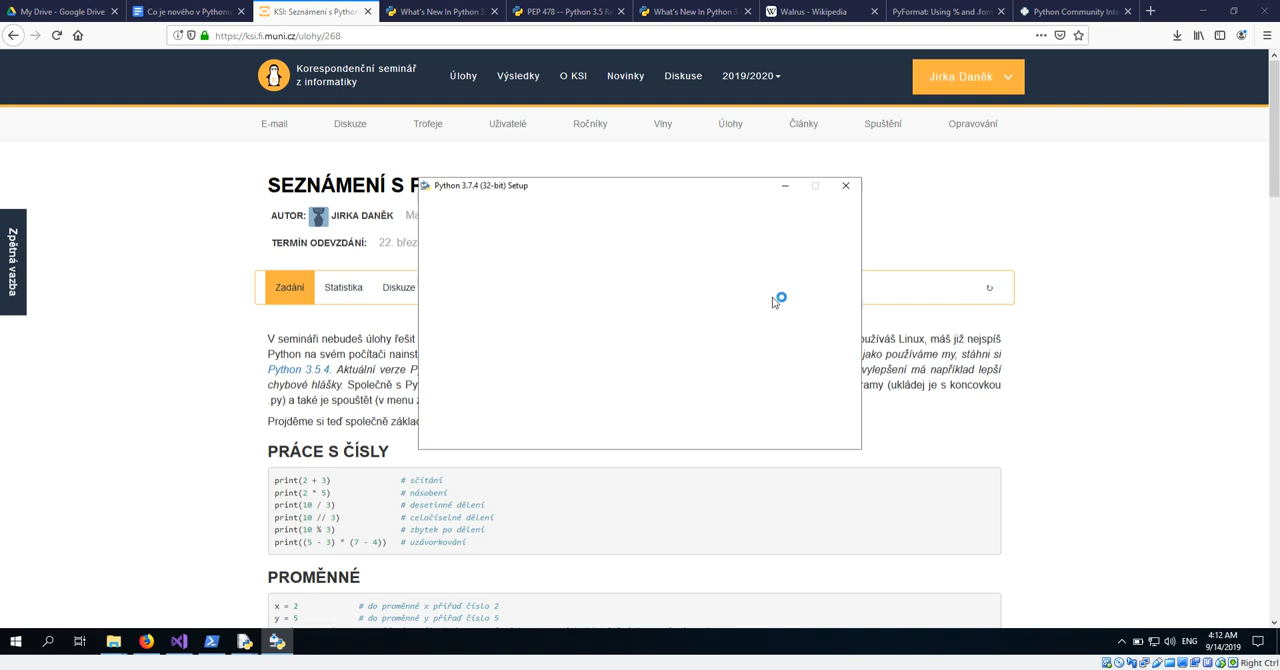 My Drive - Google Drive
Co je nového v Pythonu
KSI: Seznámení s Python
What's New In Python 3.
PEP 478 -- Python 3.5 Re
What's New In Python 3.
Walrus - Wikipedia
PyFormat: Using % and .form
Python Community Inte
https://ksi.fi.muni.cz/ulohy/268
Korespondenční seminář
z informatiky
Úlohy
Výsledky
O KSI
Novinky
Diskuse
2019/2020
Jirka Daněk
E-mail
Diskuze
Trofeje
Uživatelé
Ročníky
Vlny
Úlohy
Články
Spuštění
Opravování
Zpětná vazba
SEZNÁMENÍ S P
AUTOR: JIRKA DANĚK Ma
TERMÍN ODEVZDÁNÍ: 22. břez
Python 3.7.4 (32-bit) Setup
Zadání
Statistika
Diskuze
V semináři nebudeš úlohy řešit oužíváš Linux, máš již nejspíš
Python na svém počítači nainst jako používáme my, stáhni si
Python 3.5.4. Aktuální verze P vylepšení má například lepší
chybové hlášky. Společně s Py ramy (ukládej je s koncovkou
.py) a také je spouštět (v menu
Projděme si teď společně základ
PRÁCE S ČÍSLY
print(2 + 3) # sčítání
print(2 * 5) # násobení
print(10 / 3) # desetinné dělení
print(10 // 3) # celočíselné dělení
print(10 % 3) # zbytek po dělení
print((5 - 3) * (7 - 4)) # uzávorkování
PROMĚNNÉ
x = 2 # do proměnné x přiřaď číslo 2
y = 5 # do proměnné y přiřaď číslo 5
ENG
4:12 AM
9/14/2019
Right Ctrl